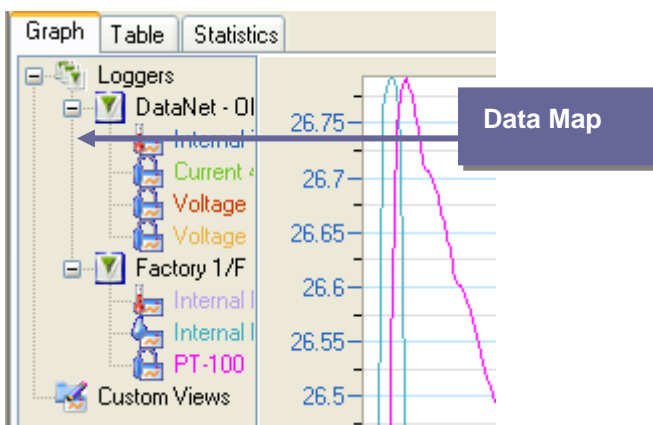 Graph Table Statistics
Loggers
DataNet - Ol
Internal
Current 4
Voltage
Voltage
Factory 1/F
Internal
Internal
PT-100
Custom Views
26.75
26.7
26.65
26.6
26.55
26.5
Data Map